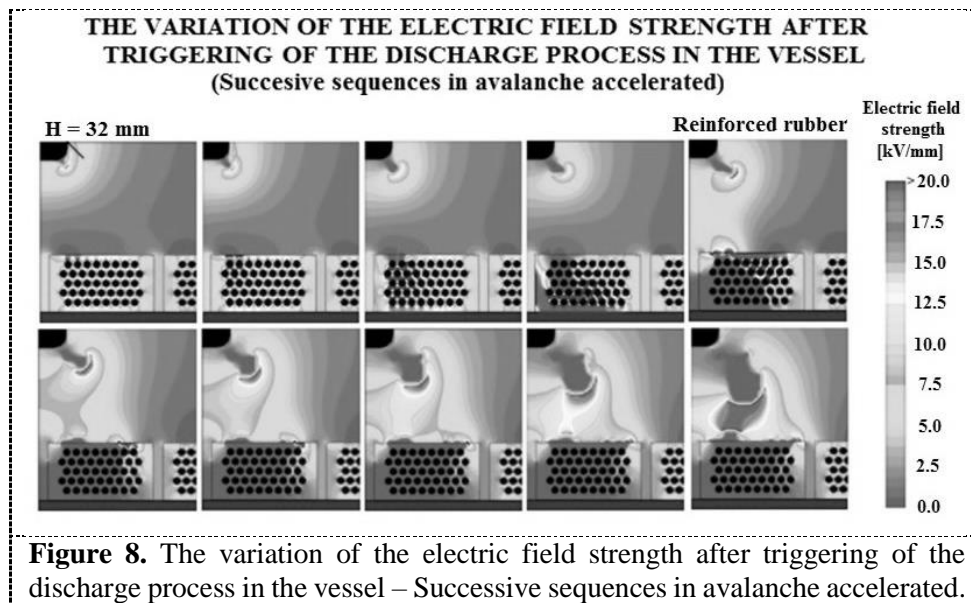 THE VARIATION OF THE ELECTRIC FIELD STRENGTH AFTER
TRIGGERING OF THE DISCHARGE PROCESS IN THE VESSEL
(Succesive sequences in avalanche accelerated)
H = 32 mm
Reinforced rubber
Electric field
strength
[kV/mm]
>20.0
17.5
15.0
12.5
10.0
7.5
5.0
2.5
0.0
Figure 8. The variation of the electric field strength after triggering of the
discharge process in the vessel – Successive sequences in avalanche accelerated.